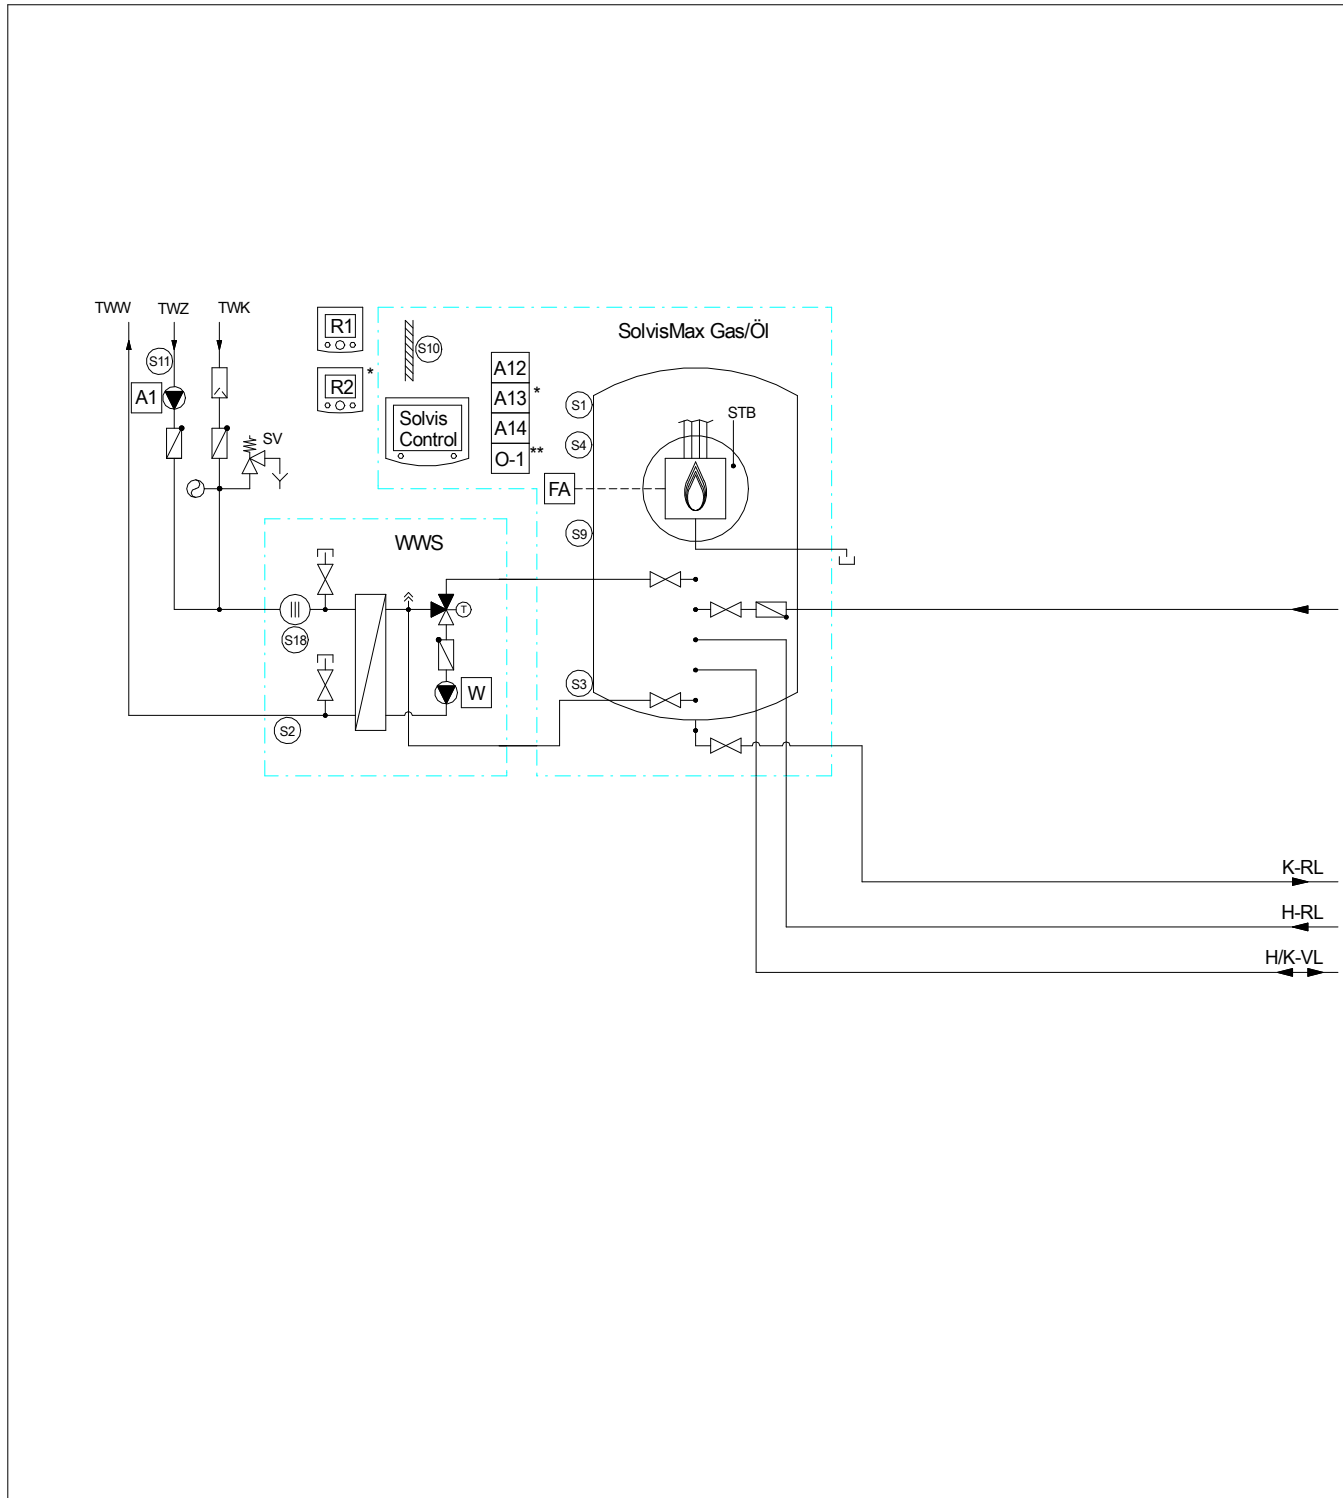 TWW
TWZ
TWK
R1
S10
SolvisMax Gas/Öl
S11
A1
R2
*
A12
A13
*
A14
O-1
**
Solvis
Control
S1
S4
STB
SV
FA
S9
WWS
T
S18
W
S3
S2
K-RL
H-RL
H/K-VL